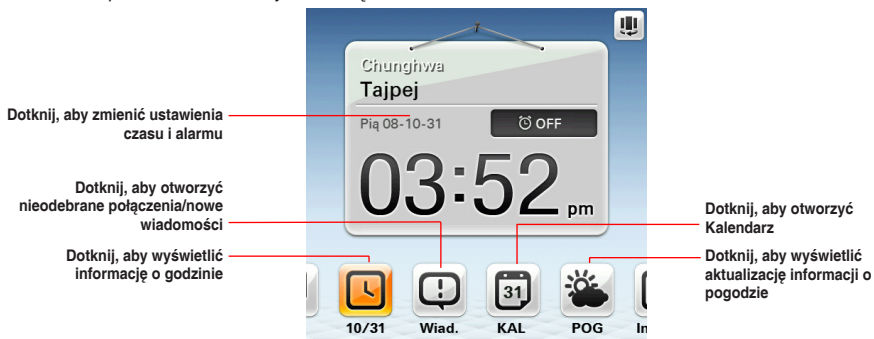 Chunghwa
Tajpej
Pią 08-10-31
OFF
03:52 pm
Dotknij, aby zmienić ustawienia
czasu i alarmu
Dotknij, aby otworzyć
nieodebrane połączenia/nowe
wiadomości
Dotknij, aby wyświetlić
informację o godzinie
Dotknij, aby otworzyć
Kalendarz
Dotknij, aby wyświetlić
aktualizację informacji o
pogodzie
31
10/31
Wiad.
KAL
POG
In